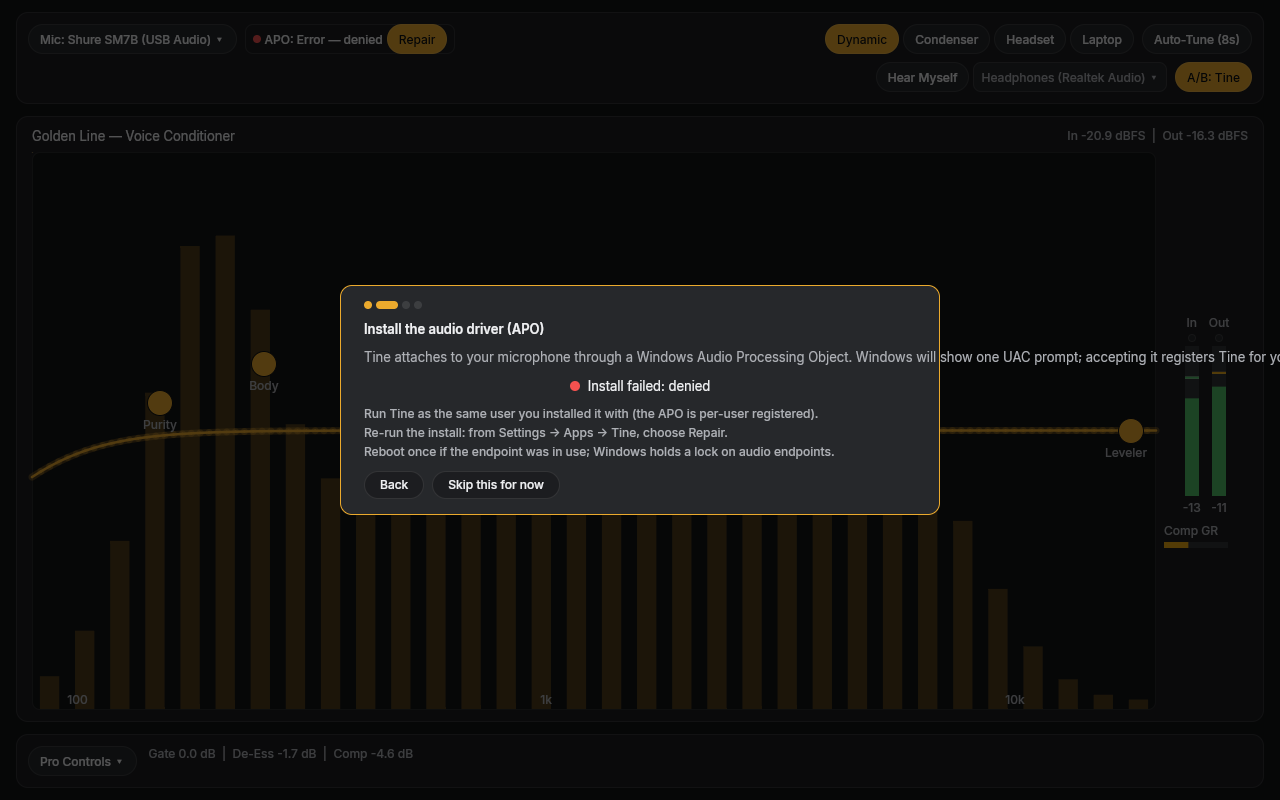 Mic: Shure SM7B (USB Audio) ▾
APO: Error — denied
Repair
Dynamic
Condenser
Headset
Laptop
Auto-Tune (8s)
Hear Myself
Headphones (Realtek Audio) ▾
A/B: Tine
Golden Line — Voice Conditioner
In -20.9 dBFS | Out -16.3 dBFS
Install the audio driver (APO)
Tine attaches to your microphone through a Windows Audio Processing Object. Windows will show one UAC prompt; accepting it registers Tine for
Install failed: denied
Run Tine as the same user you installed it with (the APO is per-user registered).
Re-run the install: from Settings → Apps → Tine, choose Repair.
Reboot once if the endpoint was in use; Windows holds a lock on audio endpoints.
Back
Skip this for now
Body
Purity
Leveler
In Out
-13 -11
Comp GR
100
1k
10k
Pro Controls ▾
Gate 0.0 dB | De-Ess -1.7 dB | Comp -4.6 dB